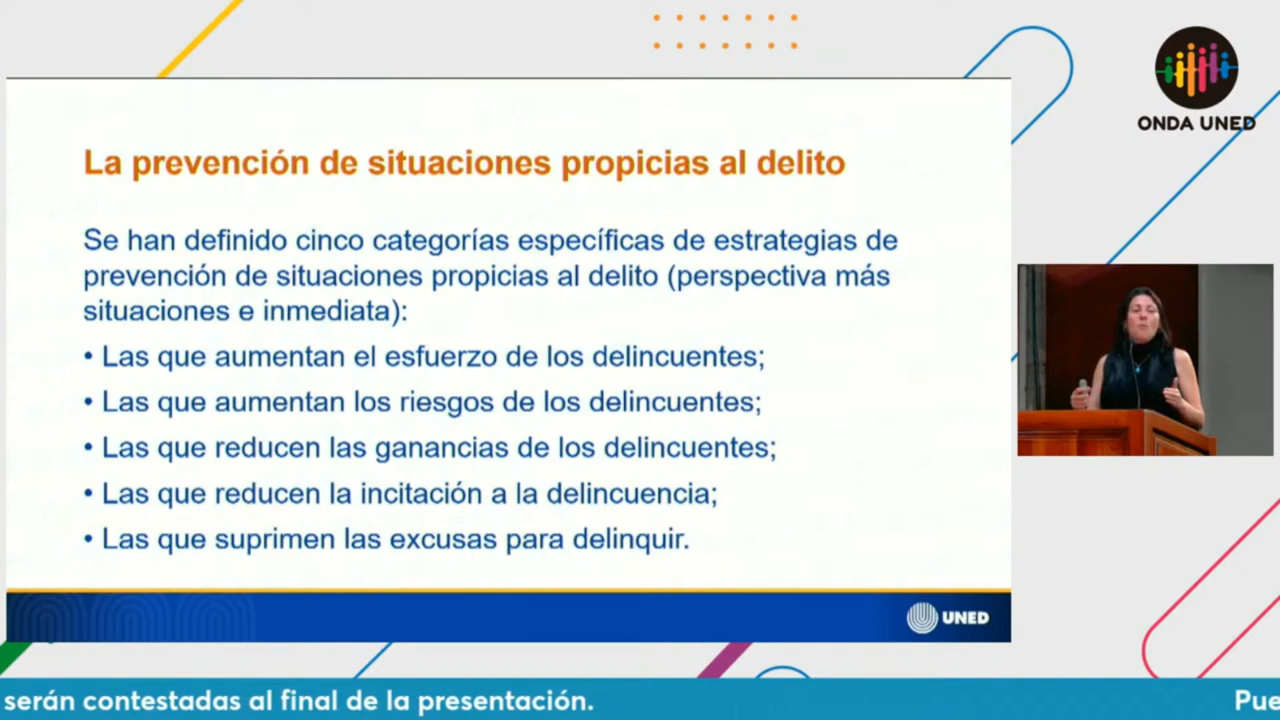 ONDA UNED
La prevención de situaciones propicias al delito
Se han definido cinco categorías específicas de estrategias de
prevención de situaciones propicias al delito (perspectiva más
situaciones e inmediata):
• Las que aumentan el esfuerzo de los delincuentes;
• Las que aumentan los riesgos de los delincuentes;
• Las que reducen las ganancias de los delincuentes;
• Las que reducen la incitación a la delincuencia;
• Las que suprimen las excusas para delinquir.
UNED
serán contestadas al final de la presentación. Pue